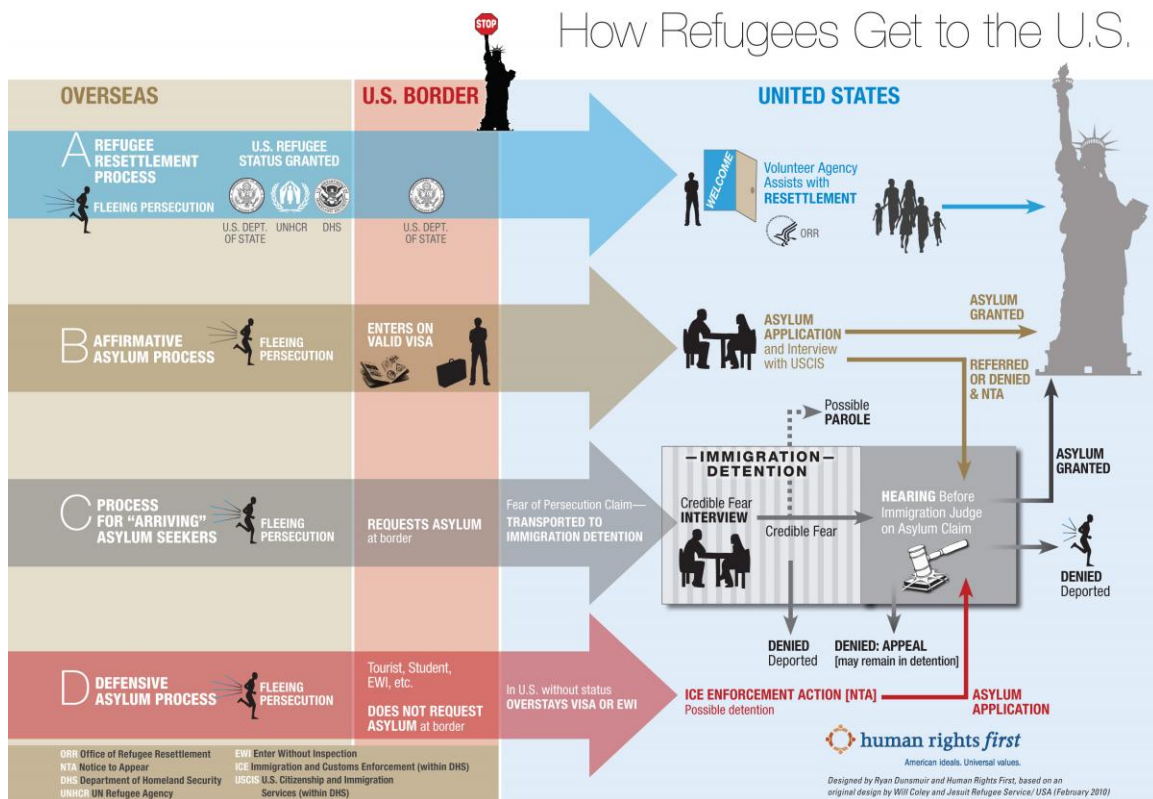 STOP
How Refugees Get to the U.S.
OVERSEAS
U.S. BORDER
UNITED STATES
A REFUGEE
RESETTLEMENT
PROCESS
FLEEING PERSECUTION
U.S. REFUGEE
STATUS GRANTED
U.S. DEPT.
OF STATE
UNHCR
DHS
U.S. DEPT.
OF STATE
WELCOME
Volunteer Agency
Assists with
RESETTLEMENT
ORR
B AFFIRMATIVE
ASYLUM PROCESS
FLEEING
PERSECUTION
ENTERS ON
VALID VISA
ASYLUM
APPLICATION
and Interview
with USCIS
ASYLUM
GRANTED
REFERRED
OR DENIED
& NTA
C PROCESS
FOR “ARRIVING”
ASYLUM SEEKERS
FLEEING
PERSECUTION
REQUESTS ASYLUM
at border
Fear of Persecution Claim—
TRANSPORTED TO
IMMIGRATION DETENTION
Possible
PAROLE
—IMMIGRATION—
DETENTION
Credible Fear
INTERVIEW
Credible Fear
HEARING Before
Immigration Judge
on Asylum Claim
ASYLUM
GRANTED
DENIED
Deported
DENIED
Deported
DENIED: APPEAL
[may remain in detention]
D DEFENSIVE
ASYLUM PROCESS
FLEEING
PERSECUTION
Tourist, Student,
EWI, etc.
DOES NOT REQUEST
ASYLUM at border
In U.S. without status
OVERSTAYS VISA OR EWI
ICE ENFORCEMENT ACTION [NTA]
Possible detention
ASYLUM
APPLICATION
ORR Office of Refugee Resettlement
NTA Notice to Appear
DHS Department of Homeland Security
UNHCR UN Refugee Agency
EWI Enter Without Inspection
ICE Immigration and Customs Enforcement (within DHS)
USCIS U.S. Citizenship and Immigration
Services (within DHS)
human rights first
American ideals. Universal values.
Designed by Ryan Dunsmuir and Human Rights First, based on an
original design by Will Coley and Jesuit Refugee Service/ USA (February 2010)